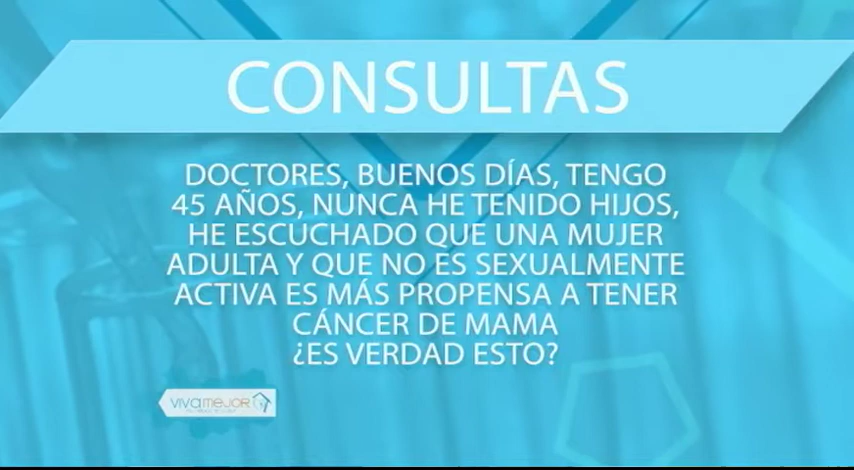 CONSULTAS
DOCTORES, BUENOS DÍAS, TENGO
45 AÑOS, NUNCA HE TENIDO HIJOS,
HE ESCUCHADO QUE UNA MUJER
ADULTA Y QUE NO ES SEXUALMENTE
ACTIVA ES MÁS PROPENSA A TENER
CÁNCER DE MAMA
¿ES VERDAD ESTO?
vivamejor